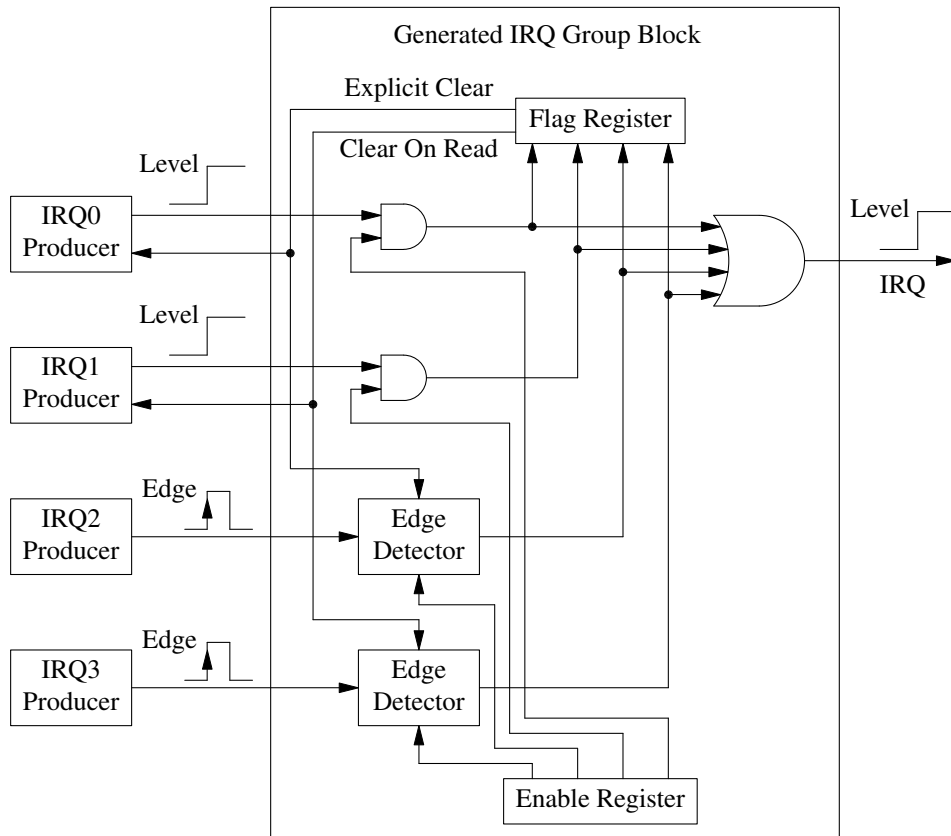 Generated IRQ Group Block
Explicit Clear
Flag Register
Clear On Read
Level
IRQ0
Producer
Level
IRQ
Level
IRQ1
Producer
Edge
IRQ2
Producer
Edge
Detector
Edge
IRQ3
Producer
Edge
Detector
Enable Register